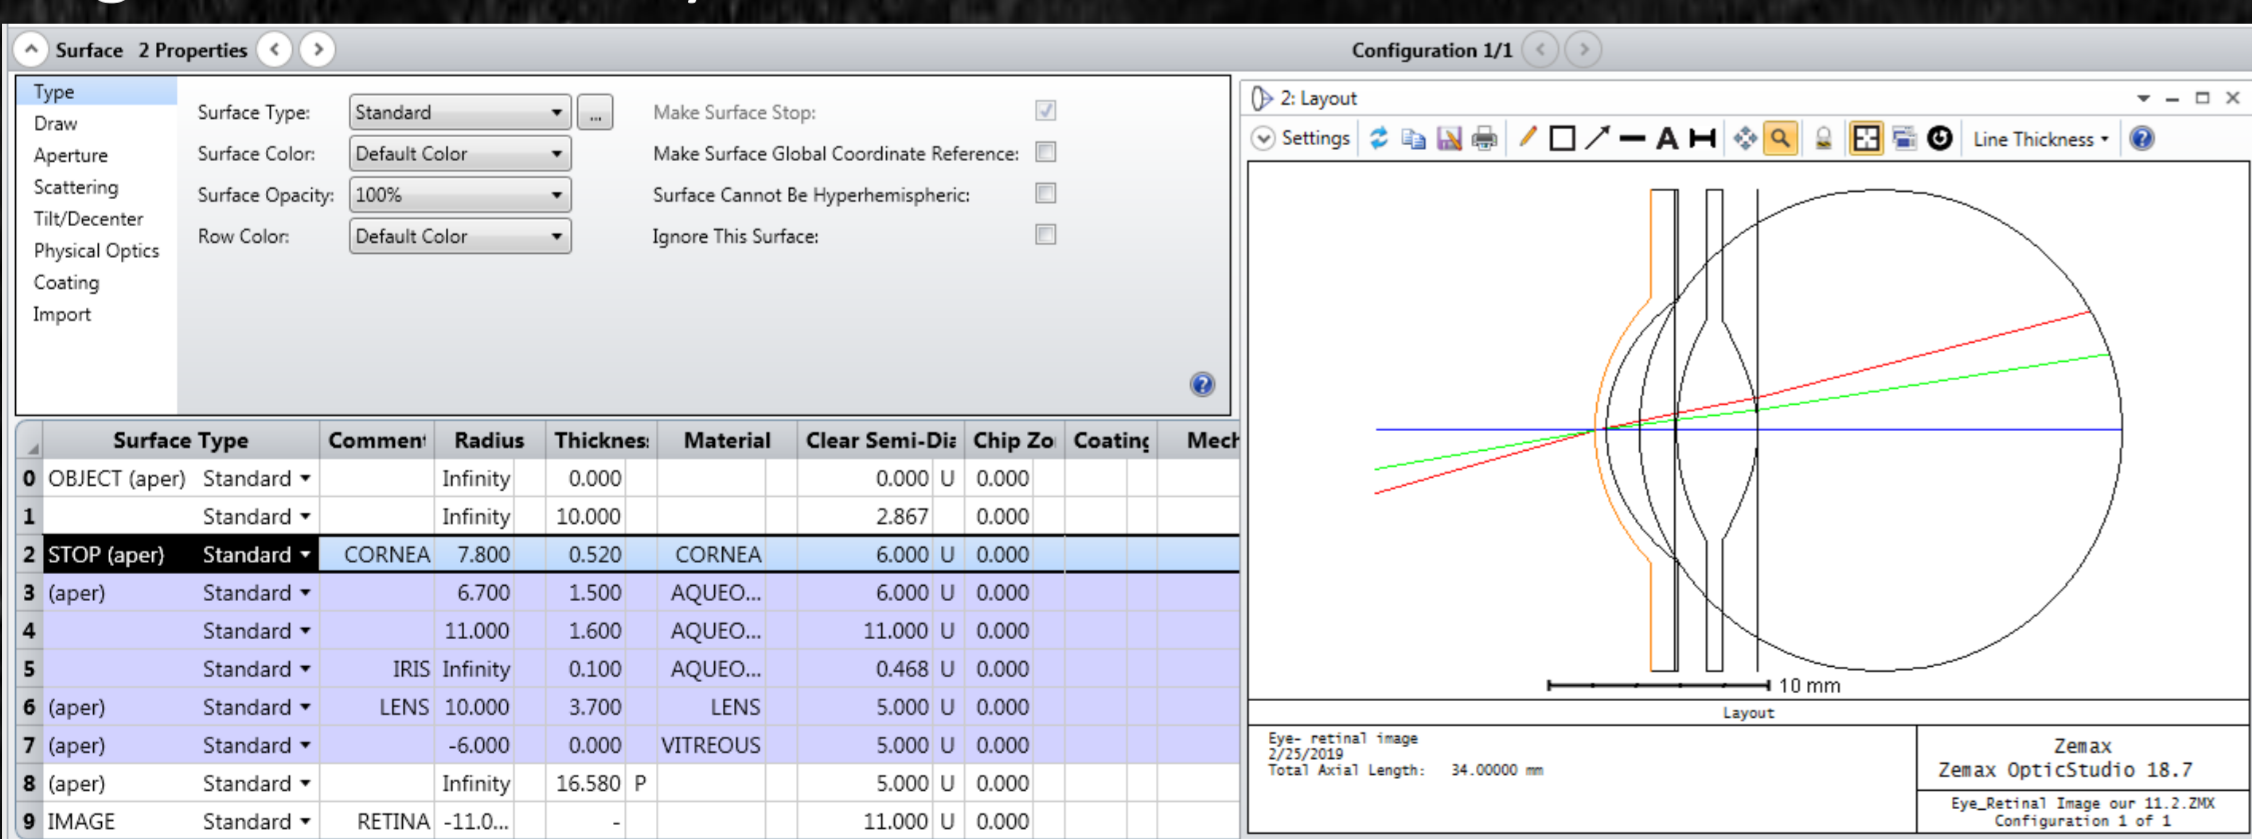 Surface 2 Properties
Configuration 1/1
Type
Draw
Aperture
Scattering
Tilt/Decenter
Physical Optics
Coating
Import
Surface Type: Standard ...
Surface Color: Default Color
Surface Opacity: 100%
Row Color: Default Color
Make Surface Stop:
Make Surface Global Coordinate Reference:
Surface Cannot Be Hyperhemispheric:
Ignore This Surface:
2: Layout
Settings A Line Thickness
10 mm
Layout
Eye- retinal image
2/25/2019
Total Axial Length: 34.00000 mm
Zemax
Zemax OpticStudio 18.7
Eye_Retinal Image our 11.2.ZMX
Configuration 1 of 1
Surface Type Comment Radius Thicknes: Material Clear Semi-Dia Chip Zo Coating Mech
0 OBJECT (aper) Standard Infinity 0.000 0.000 U 0.000
1 Standard Infinity 10.000 2.867 0.000
2 STOP (aper) Standard CORNEA 7.800 0.520 CORNEA 6.000 U 0.000
3 (aper) Standard 6.700 1.500 AQUEO... 6.000 U 0.000
4 Standard 11.000 1.600 AQUEO... 11.000 U 0.000
5 Standard IRIS Infinity 0.100 AQUEO... 0.468 U 0.000
6 (aper) Standard LENS 10.000 3.700 LENS 5.000 U 0.000
7 (aper) Standard -6.000 0.000 VITREOUS 5.000 U 0.000
8 (aper) Standard Infinity 16.580 P 5.000 U 0.000
9 IMAGE Standard RETINA -11.0... - 11.000 U 0.000